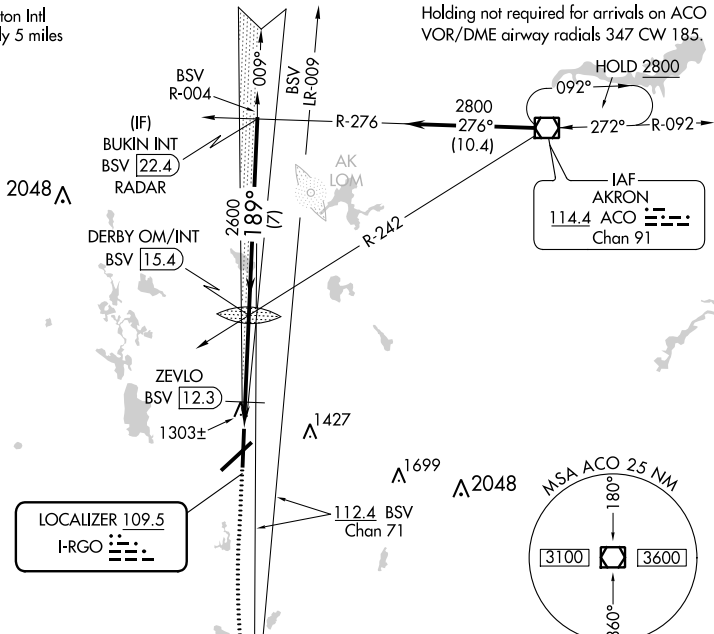 ton Intl
ly 5 miles
Holding not required for arrivals on ACO
VOR/DME airway radials 347 CW 185.
HOLD 2800
092°
272°
R-092
BSV
R-004
009°
BSV
LR-009
R-276
2800
276°
(10.4)
(IF)
BUKIN INT
BSV 22.4
RADAR
AK
LOM
IAF
AKRON
114.4 ACO
Chan 91
2048
2600
189°
(7)
R-242
DERBY OM/INT
BSV 15.4
ZEVLO
BSV 12.3
1303±
1427
1699
2048
LOCALIZER 109.5
I-RGO
112.4 BSV
Chan 71
MSA ACO 25 NM
180°
3100
3600
360°